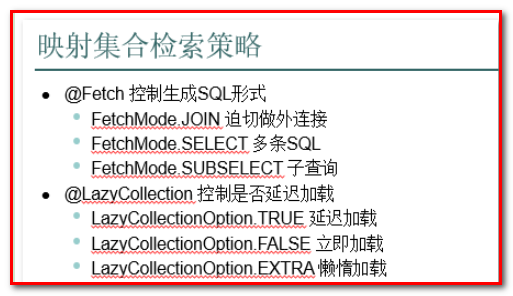 映射集合检索策略
@Fetch 控制生成SQL形式
FetchMode.JOIN 迫切做外连接
FetchMode.SELECT 多条SQL
FetchMode.SUBSELECT 子查询
@LazyCollection 控制是否延迟加载
LazyCollectionOption.TRUE 延迟加载
LazyCollectionOption.FALSE 立即加载
LazyCollectionOption.EXTRA 懒惰加载